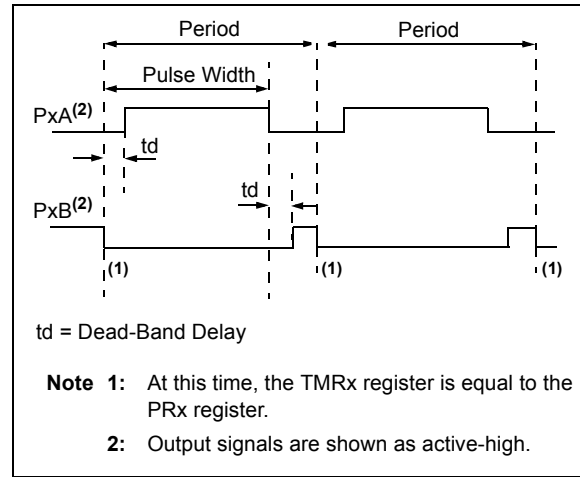 Period Period
Pulse Width
PxA(2)
td
td
PxB(2)
(1) (1) (1)
td = Dead-Band Delay
Note 1: At this time, the TMRx register is equal to the
PRx register.
2: Output signals are shown as active-high.